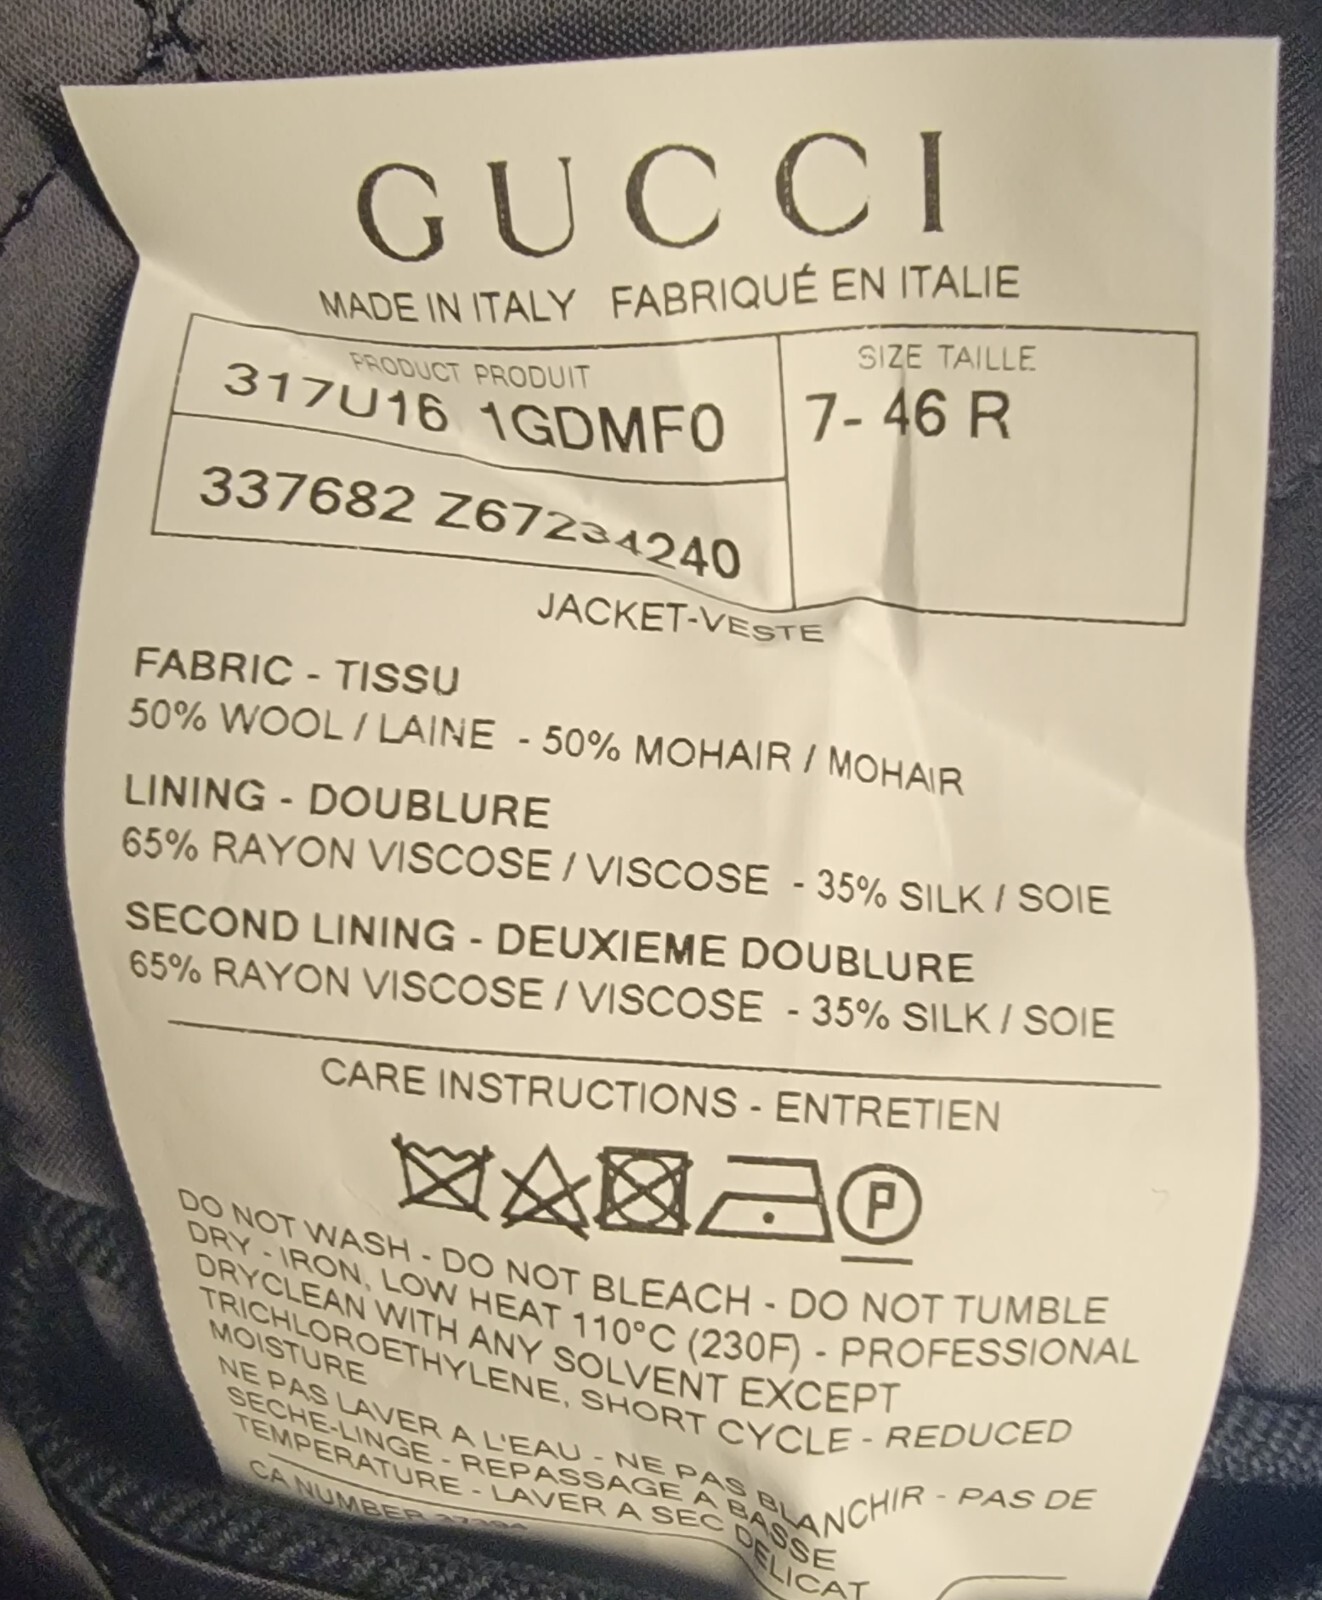 GUCCI
MADE IN ITALY FABRIQUÉ EN ITALIE
PRODUCT PRODUIT
317U16 1GDMF0
SIZE TAILLE
7- 46 R
337682 Z67234240
JACKET-VESTE
FABRIC - TISSU
50% WOOL / LAINE - 50% MOHAIR / MOHAIR
LINING - DOUBLURE
65% RAYON VISCOSE / VISCOSE - 35% SILK / SOIE
SECOND LINING - DEUXIEME DOUBLURE
65% RAYON VISCOSE / VISCOSE - 35% SILK / SOIE
CARE INSTRUCTIONS - ENTRETIEN
P
DO NOT WASH - DO NOT BLEACH - DO NOT TUMBLE
DRY - IRON, LOW HEAT 110°C (230F) - PROFESSIONAL
DRYCLEAN WITH ANY SOLVENT EXCEPT
TRICHLOROETHYLENE, SHORT CYCLE - REDUCED
MOISTURE
NE PAS LAVER A L'EAU - NE PAS BLANCHIR - PAS DE
SECHE-LINGE - REPASSAGE A BASSE
TEMPERATURE - LAVER A SEC DELICAT
CA NUMBER